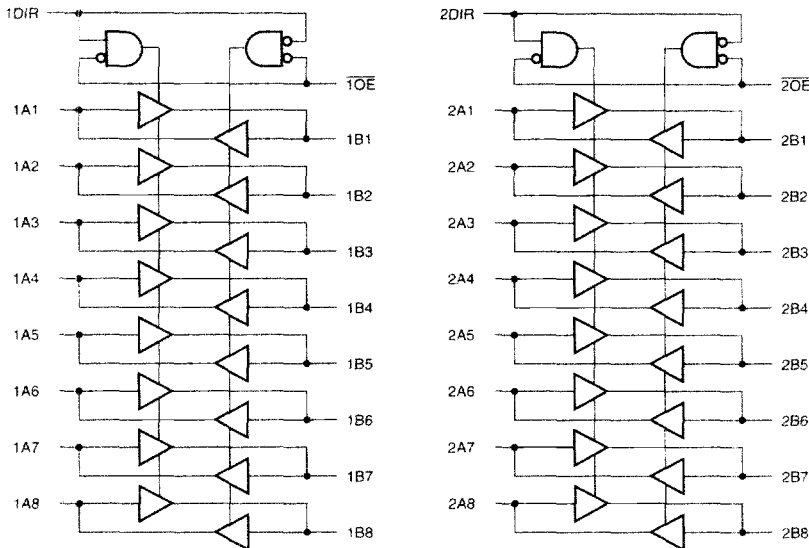 1DIR 2DIR
1OE 2OE
1A1 2A1
1B1 2B1
1A2 2A2
1B2 2B2
1A3 2A3
1B3 2B3
1A4 2A4
1B4 2B4
1A5 2A5
1B5 2B5
1A6 2A6
1B6 2B6
1A7 2A7
1B7 2B7
1A8 2A8
1B8 2B8